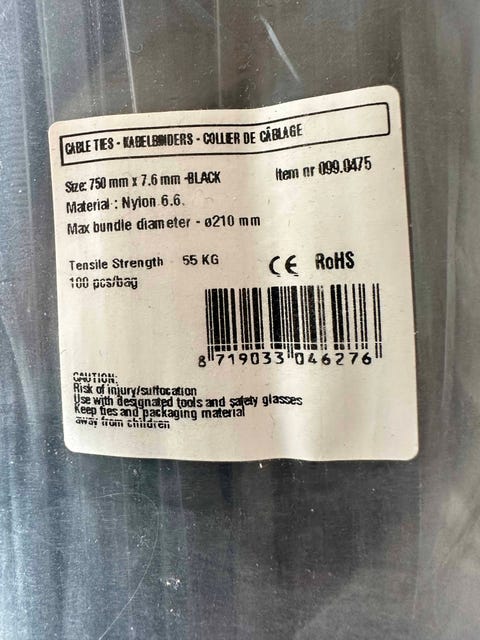 CABLE TIES - KABELBINDERS - COLLIER DE CÂBLAGE
Size: 750 mm x 7.6 mm -BLACK Item nr 099.0475
Material : Nylon 6.6.
Max bundle diameter - ø210 mm
Tensile Strength 55 KG CE RoHS
100 pcs/bag
8 719033 046276
CAUTION:
Risk of injury/suffocation
Use with designated tools and safety glasses
Keep ties and packaging material
away from children